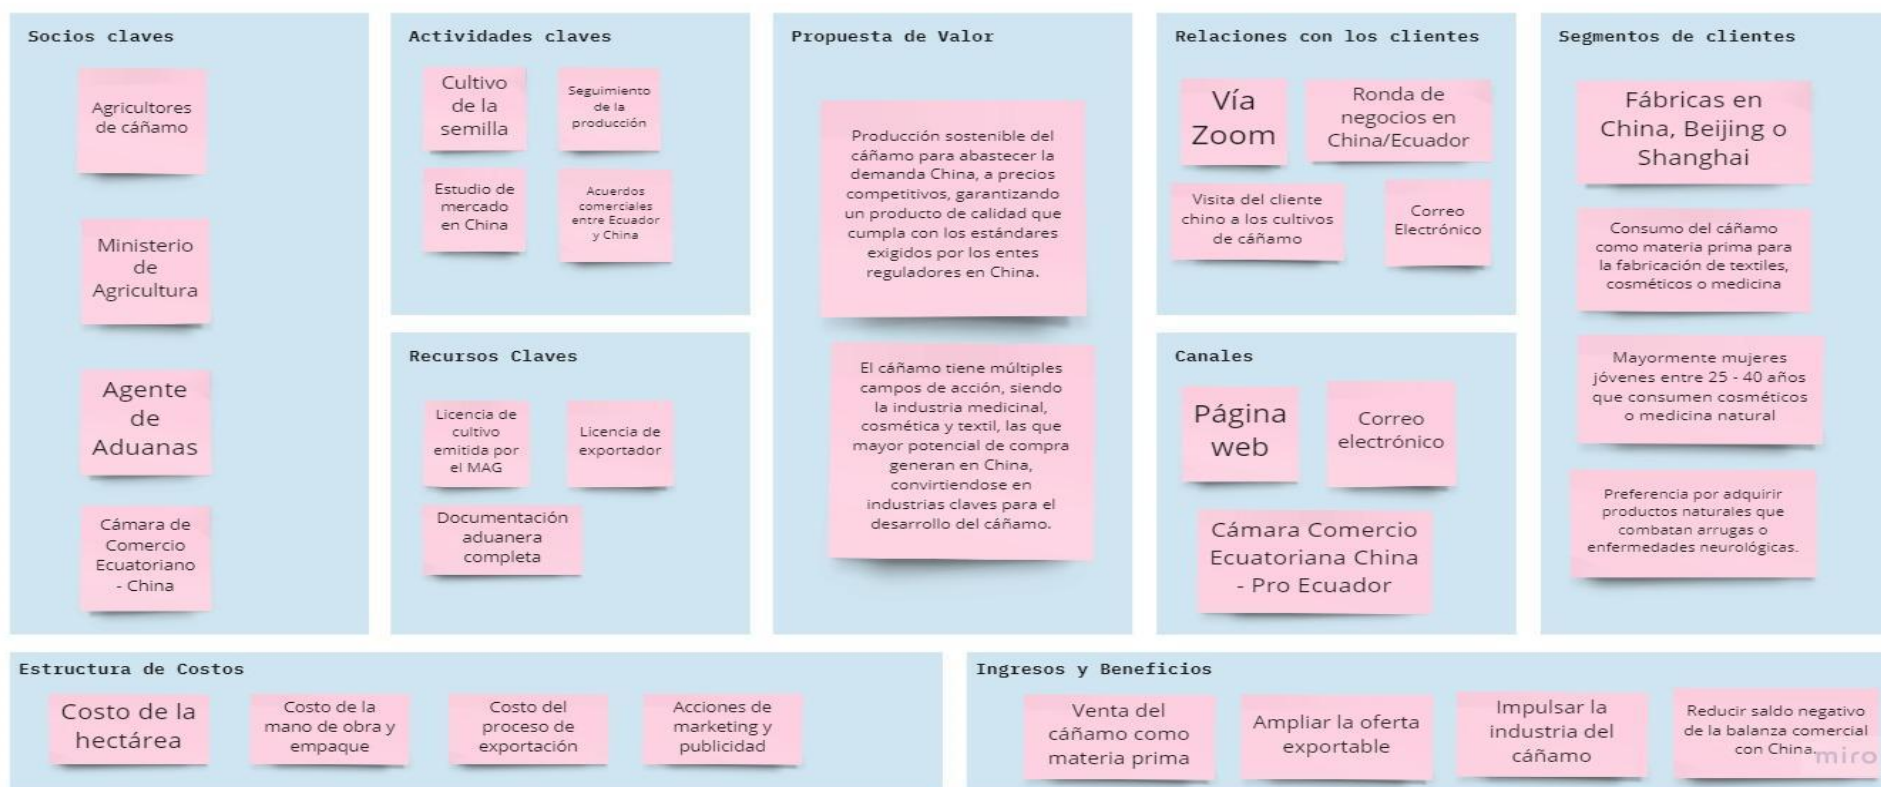 Socios claves
Agricultores
de cáñamo
Ministerio
de
Agricultura
Agente
de
Aduanas
Cámara de
Comercio
Ecuatoriano
- China
Actividades claves
Cultivo
de la
semilla
Seguimiento
de la
producción
Estudio de
mercado
en China
Acuerdos
comerciales
entre Ecuador
y China
Recursos Claves
Licencia de
cultivo
emitida por
el MAG
Licencia de
exportador
Documentación
aduanera
completa
Propuesta de Valor
Producción sostenible del
cáñamo para abastecer la
demanda China, a precios
competitivos, garantizando
un producto de calidad que
cumpla con los estándares
exigidos por los entes
reguladores en China.
El cáñamo tiene múltiples
campos de acción, siendo
la industria medicinal,
cosmética y textil, las que
mayor potencial de compra
generan en China,
convirtiendose en
industrias claves para el
desarrollo del cáñamo.
Relaciones con los clientes
Vía
Zoom
Ronda de
negocios en
China/Ecuador
Visita del cliente
chino a los cultivos
de cáñamo
Correo
Electrónico
Canales
Página
web
Correo
electrónico
Cámara Comercio
Ecuatoriana China
- Pro Ecuador
Segmentos de clientes
Fábricas en
China, Beijing o
Shanghai
Consumo del cáñamo
como materia prima para
la fabricación de textiles,
cosméticos o medicina
Mayormente mujeres
jóvenes entre 25 - 40 años
que consumen cosméticos
o medicina natural
Preferencia por adquirir
productos naturales que
combatan arrugas o
enfermedades neurológicas.
Estructura de Costos
Costo de la
hectárea
Costo de la
mano de obra y
empaque
Costo del
proceso de
exportación
Acciones de
marketing y
publicidad
Ingresos y Beneficios
Venta del
cáñamo como
materia prima
Ampliar la oferta
exportable
Impulsar la
industria del
cáñamo
Reducir saldo negativo
de la balanza comercial
con China.
miro